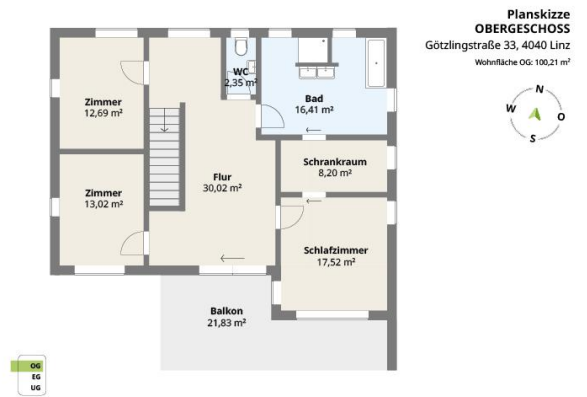 Planskizze
OBERGESCHOSS
Götzlingstraße 33, 4040 Linz
Wohnfläche OG: 100,21 m²
N
W
O
S
WC
2,35 m²
Zimmer
12,69 m²
Bad
16,41 m²
Schrankraum
8,20 m²
Flur
30,02 m²
Zimmer
13,02 m²
Schlafzimmer
17,52 m²
Balkon
21,83 m²
OG
EG
UG